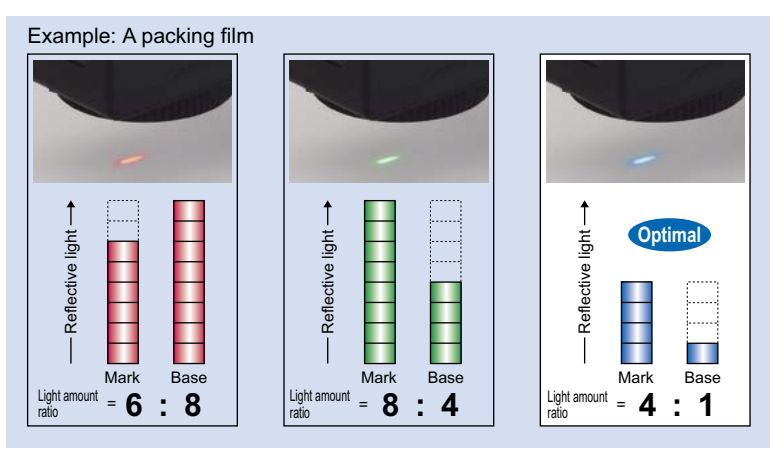 Example: A packing film
Reflective light
Mark Base
Light amount ratio = 6 : 8
Reflective light
Mark Base
Light amount ratio = 8 : 4
Optimal
Reflective light
Mark Base
Light amount ratio = 4 : 1